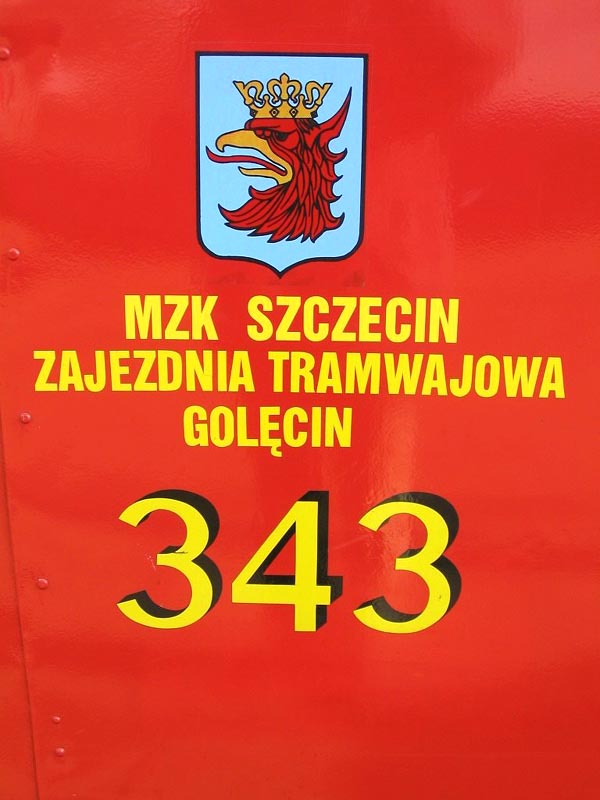 MZK SZCZECIN
ZAJEZDNIA TRAMWAJOWA
GOLĘCIN
343